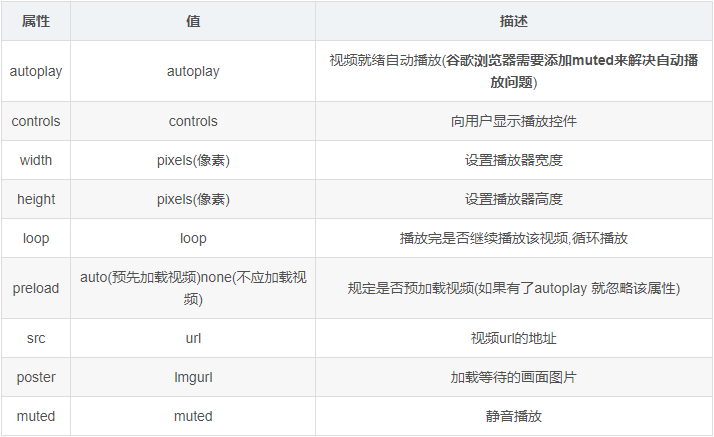 属性 值 描述
autoplay autoplay 视频就绪自动播放(谷歌浏览器需要添加muted来解决自动播
放问题)
controls controls 向用户显示播放控件
width pixels(像素) 设置播放器宽度
height pixels(像素) 设置播放器高度
loop loop 播放完是否继续播放该视频,循环播放
preload auto(预先加载视频)none(不应加载视
频) 规定是否预加载视频(如果有了autoplay 就忽略该属性)
src url 视频url的地址
poster Imgurl 加载等待的画面图片
muted muted 静音播放